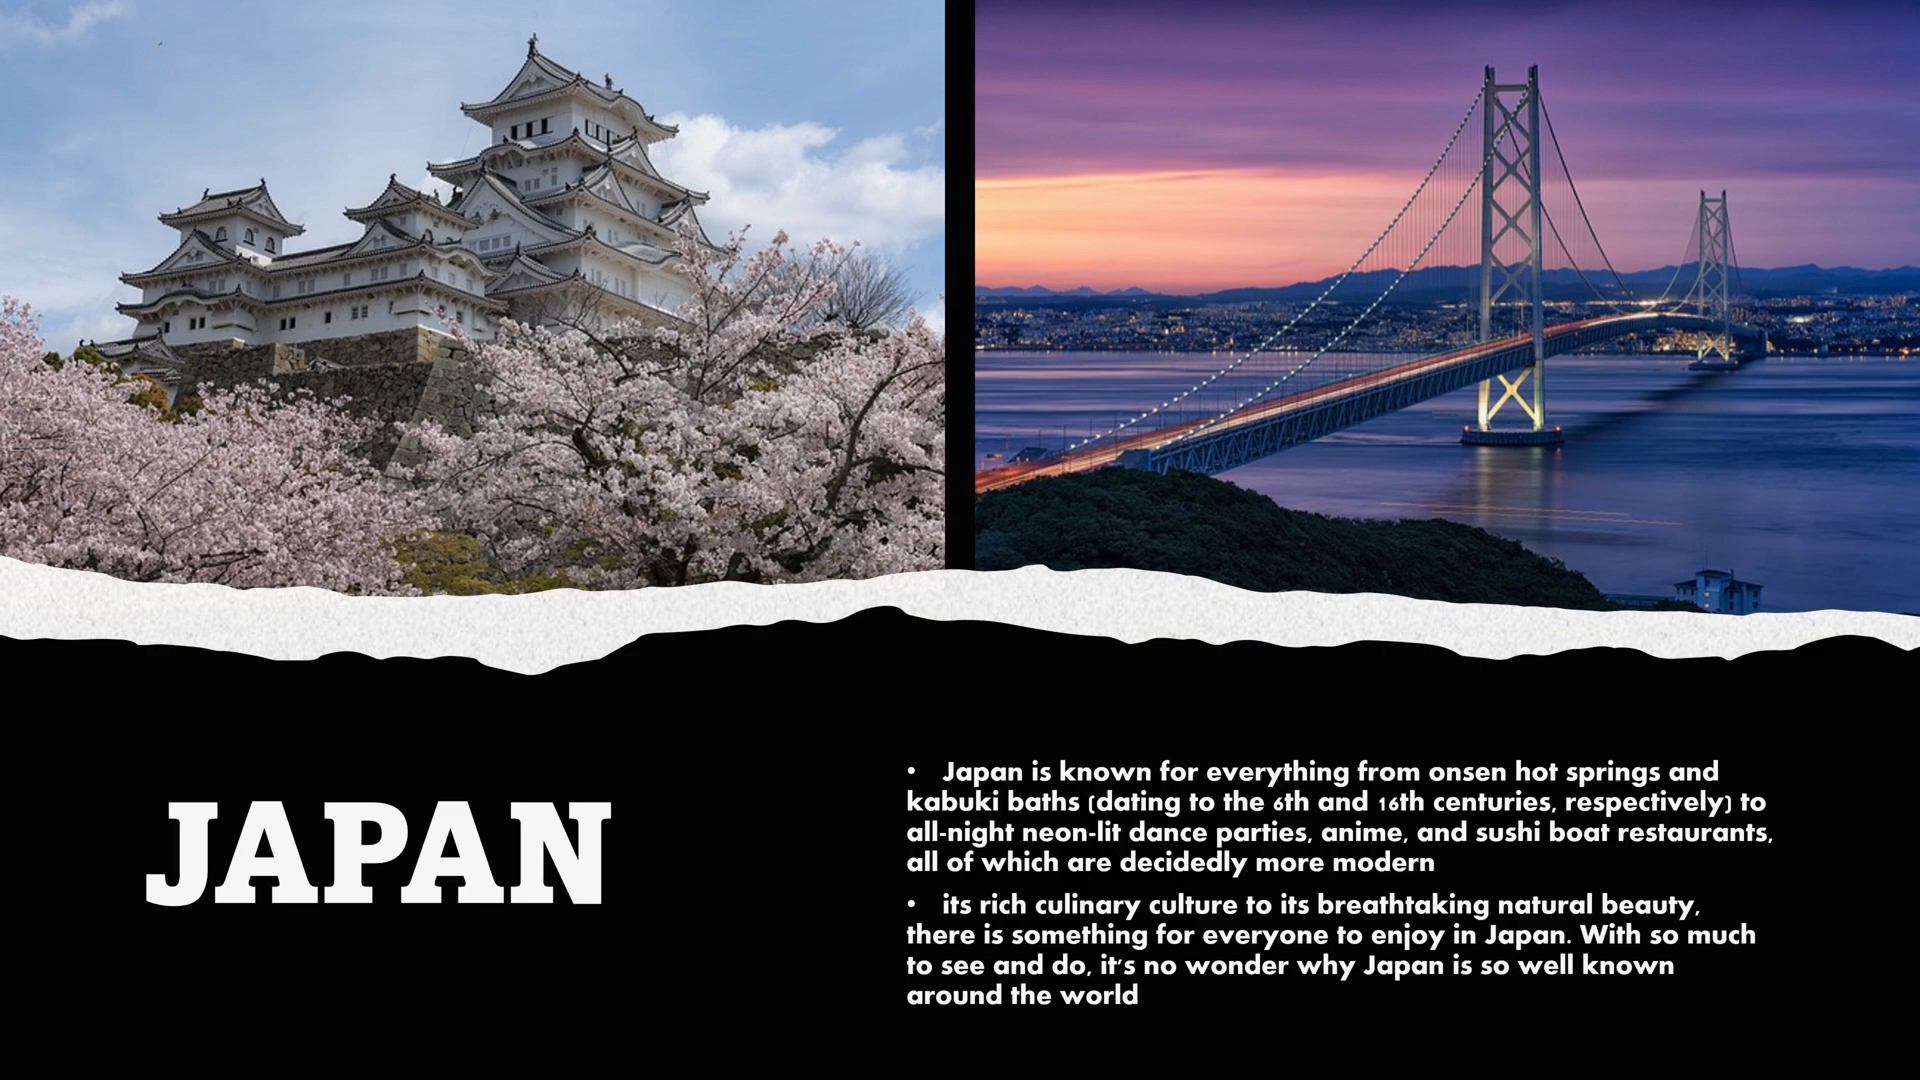 JAPAN
• Japan is known for everything from onsen hot springs and
kabuki baths (dating to the 6th and 16th centuries, respectively) to
all-night neon-lit dance parties, anime, and sushi boat restaurants,
all of which are decidedly more modern
• its rich culinary culture to its breathtaking natural beauty,
there is something for everyone to enjoy in Japan. With so much
to see and do, it's no wonder why Japan is so well known
around the world